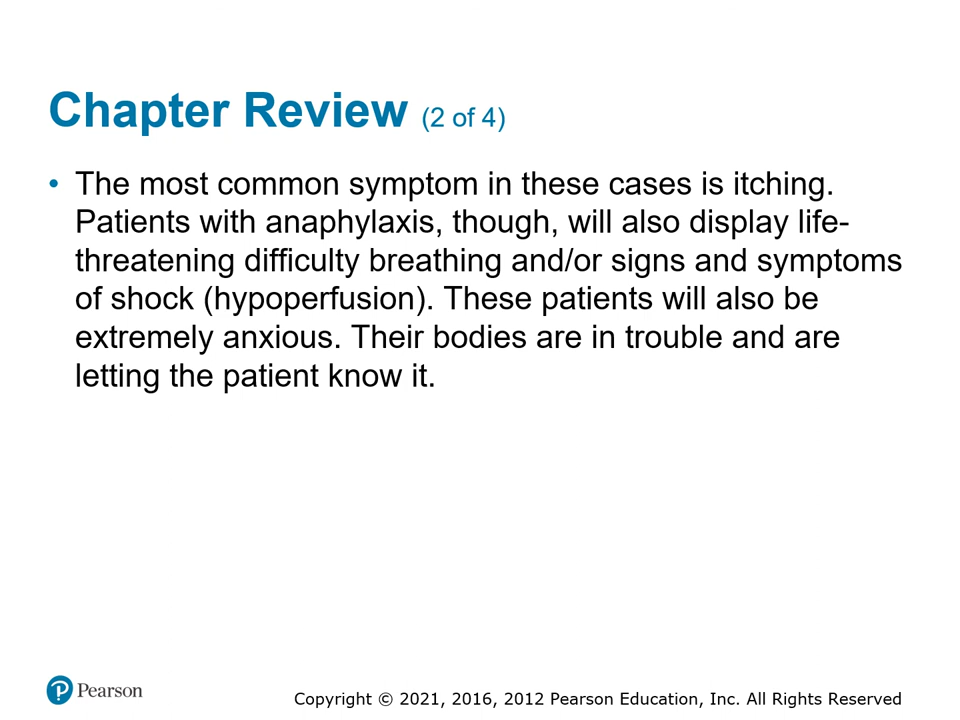 Chapter Review (2 of 4)
• The most common symptom in these cases is itching.
Patients with anaphylaxis, though, will also display life-
threatening difficulty breathing and/or signs and symptoms
of shock (hypoperfusion). These patients will also be
extremely anxious. Their bodies are in trouble and are
letting the patient know it.
Pearson
Copyright © 2021, 2016, 2012 Pearson Education, Inc. All Rights Reserved